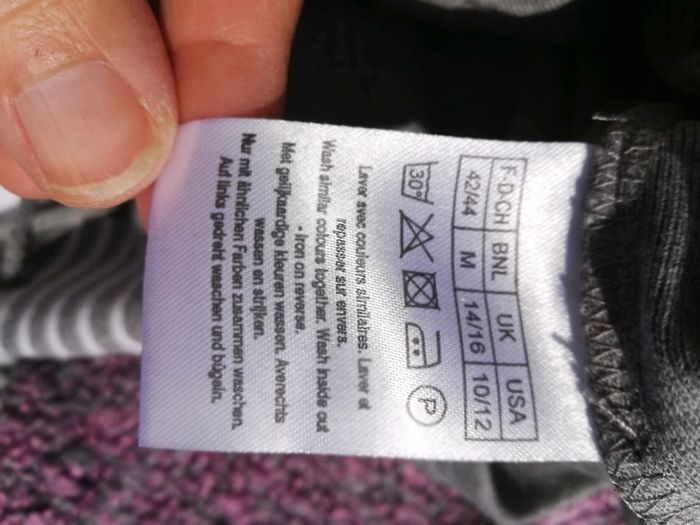 F-D-CH BNL UK USA
42/44 M 14/16 10/12
30° P
Laver avec couleurs similaires. Laver et
repasser sur envers.
Wash similar colours together. Wash inside out
- Iron on reverse.
Met gelijkaardige kleuren wassen. Averechts
wassen en strijken.
Nur mit ähnlichen Farben zusammen waschen.
Auf links gedreht waschen und bügeln.